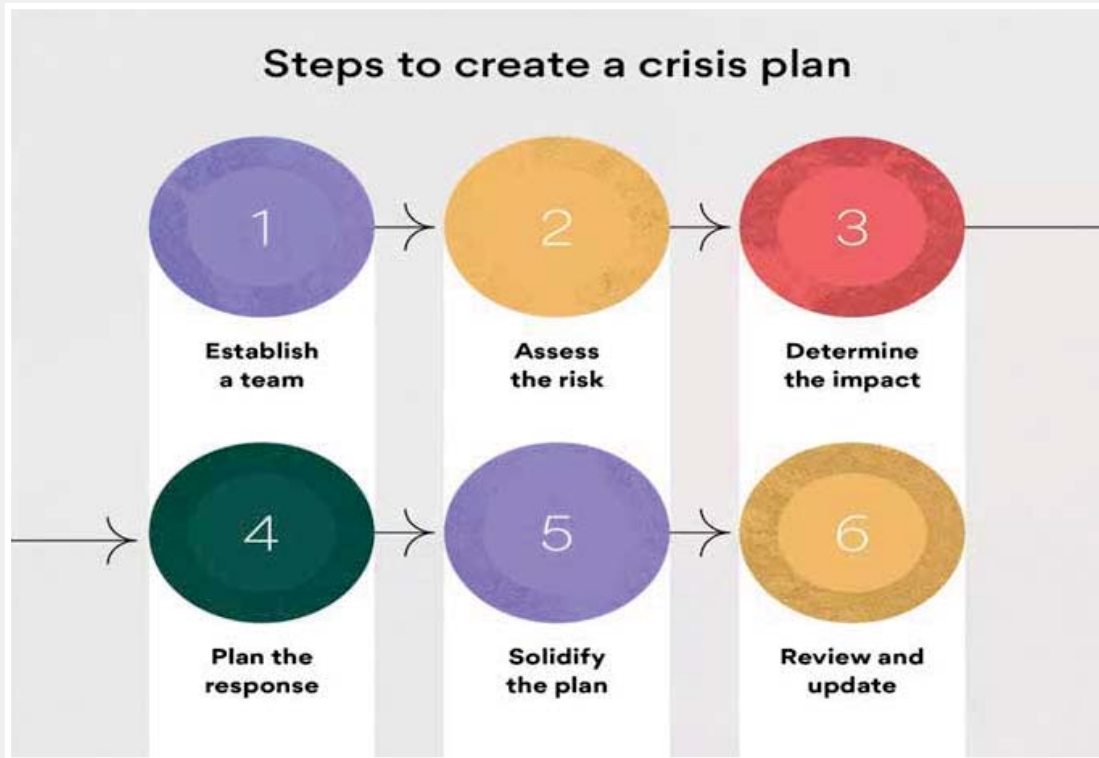 Steps to create a crisis plan
1
2
3
Establish
a team
Assess
the risk
Determine
the impact
4
5
6
Plan the
response
Solidify
the plan
Review and
update